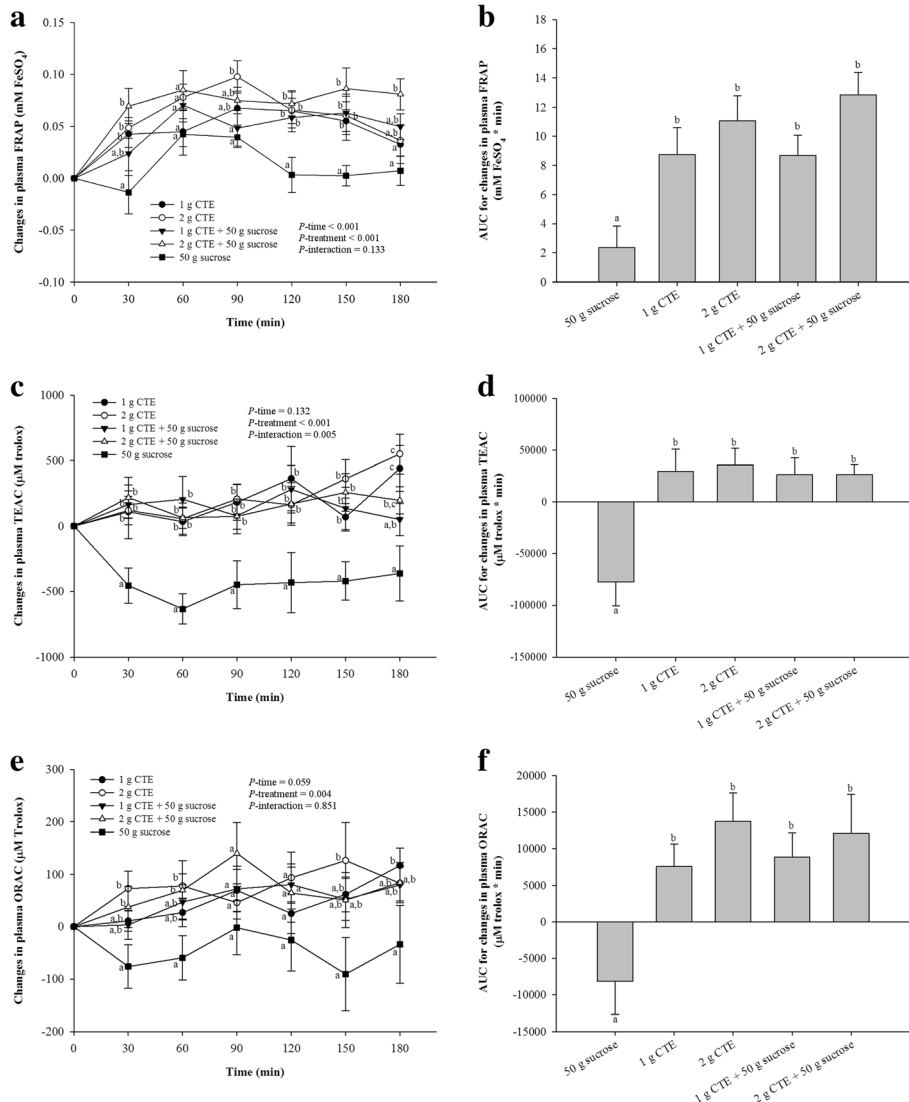 a
0.15
0.10
0.05
0.00
-0.05
-0.10
Changes in plasma FRAP (mM FeSO4)
0 30 60 90 120 150 180
Time (min)
1 g CTE
2 g CTE
1 g CTE + 50 g sucrose
2 g CTE + 50 g sucrose
50 g sucrose
P-time < 0.001
P-treatment < 0.001
P-interaction = 0.133
b
18
16
14
12
10
8
6
4
2
0
AUC for changes in plasma FRAP
(mM FeSO4 * min)
a b b b b
50 g sucrose
1 g CTE
2 g CTE
1 g CTE + 50 g sucrose
2 g CTE + 50 g sucrose
c
1000
500
0
-500
-1000
Changes in plasma TEAC (μM trolox)
0 30 60 90 120 150 180
Time (min)
1 g CTE
2 g CTE
1 g CTE + 50 g sucrose
2 g CTE + 50 g sucrose
50 g sucrose
P-time = 0.132
P-treatment < 0.001
P-interaction = 0.005
d
100000
50000
0
-50000
-100000
-150000
AUC for changes in plasma TEAC
(μM trolox * min)
a b b b b
50 g sucrose
1 g CTE
2 g CTE
1 g CTE + 50 g sucrose
2 g CTE + 50 g sucrose
e
300
200
100
0
-100
-200
Changes in plasma ORAC (μM Trolox)
0 30 60 90 120 150 180
Time (min)
1 g CTE
2 g CTE
1 g CTE + 50 g sucrose
2 g CTE + 50 g sucrose
50 g sucrose
P-time = 0.059
P-treatment = 0.004
P-interaction = 0.851
f
20000
15000
10000
5000
0
-5000
-10000
-15000
AUC for changes in plasma ORAC
(μM trolox * min)
a b b b b
50 g sucrose
1 g CTE
2 g CTE
1 g CTE + 50 g sucrose
2 g CTE + 50 g sucrose